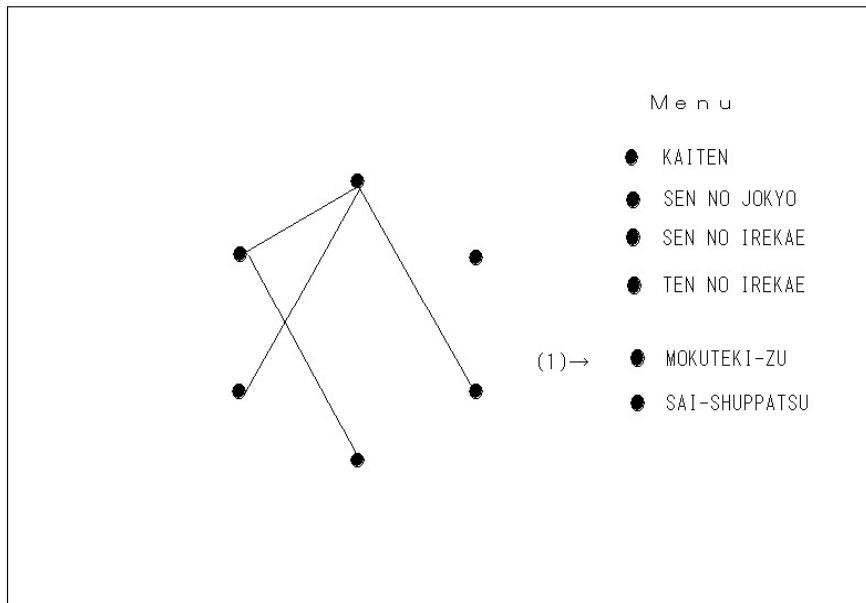 Menu
KAITEN
SEN NO JOKYO
SEN NO IREKAE
TEN NO IREKAE
(1)→ MOKUTEKI-ZU
SAI-SHUPPATSU